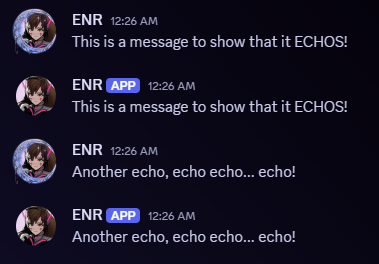 ENR 12:26 AM
This is a message to show that it ECHOS!
ENR APP 12:26 AM
This is a message to show that it ECHOS!
ENR 12:26 AM
Another echo, echo echo... echo!
ENR APP 12:26 AM
Another echo, echo echo... echo!